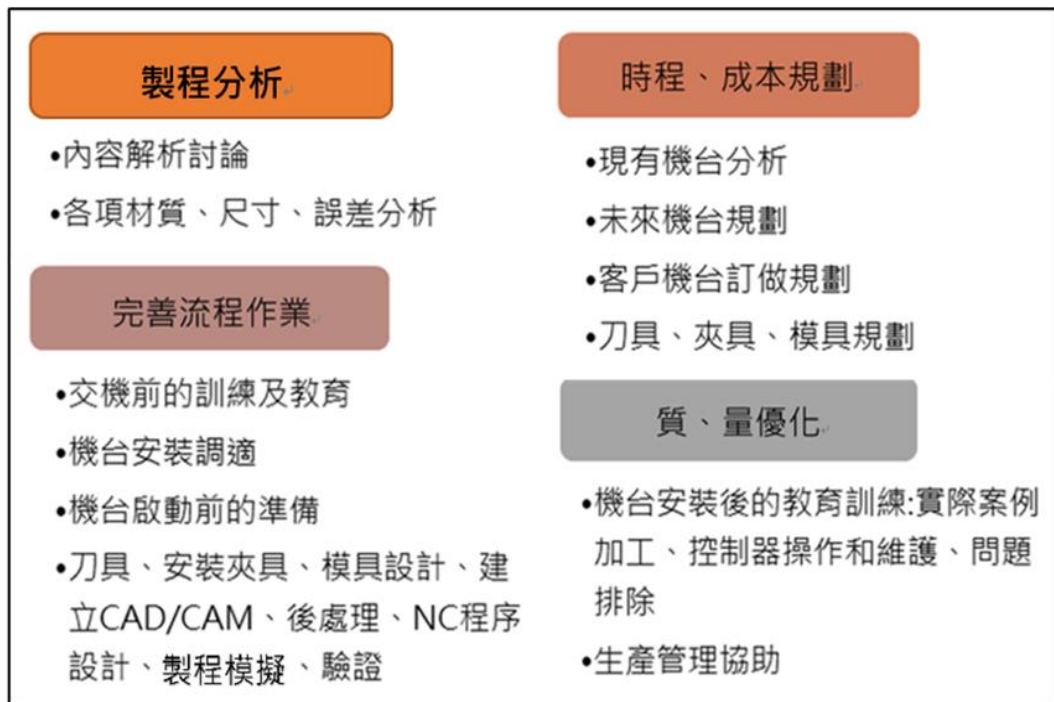 製程分析
•內容解析討論
•各項材質、尺寸、誤差分析
完善流程作業
•交機前的訓練及教育
•機台安裝調適
•機台啟動前的準備
•刀具、安裝夾具、模具設計、建
立CAD/CAM、後處理、NC程序
設計、製程模擬、驗證
時程、成本規劃
•現有機台分析
•未來機台規劃
•客戶機台訂做規劃
•刀具、夾具、模具規劃
質、量優化
•機台安裝後的教育訓練:實際案例
加工、控制器操作和維護、問題
排除
•生產管理協助